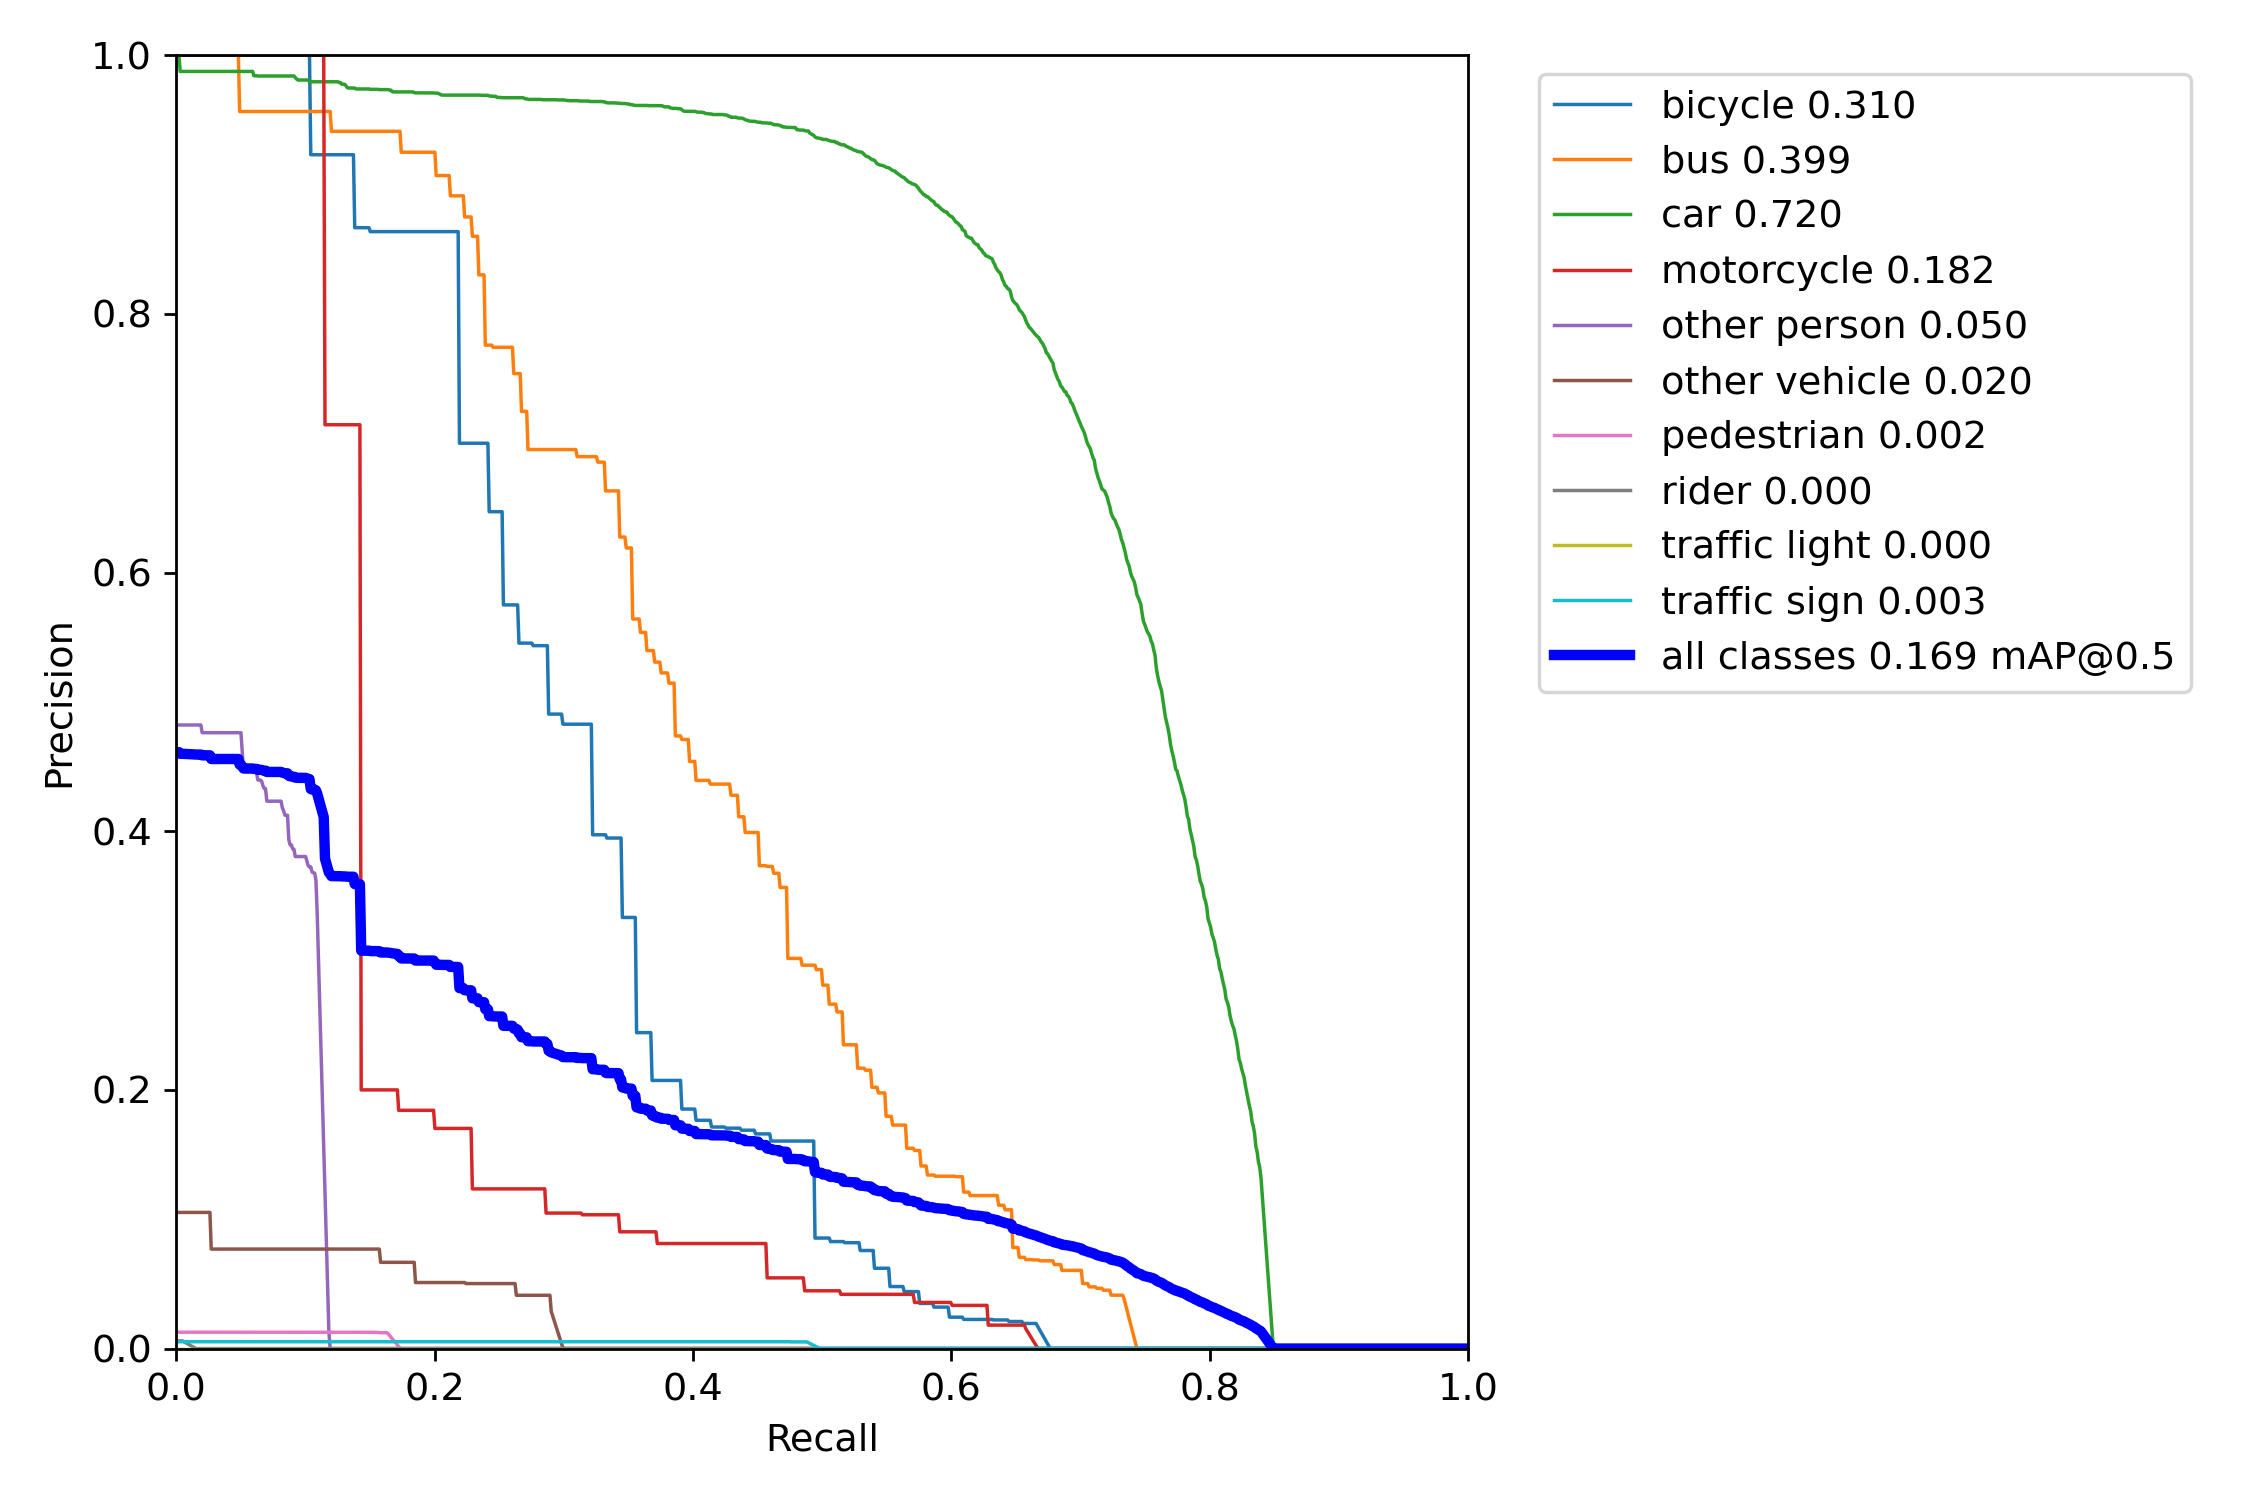 1.0
0.8
0.6
0.4
0.2
0.0
Precision
0.0 0.2 0.4 0.6 0.8 1.0
Recall
bicycle 0.310
bus 0.399
car 0.720
motorcycle 0.182
other person 0.050
other vehicle 0.020
pedestrian 0.002
rider 0.000
traffic light 0.000
traffic sign 0.003
all classes 0.169 mAP@0.5